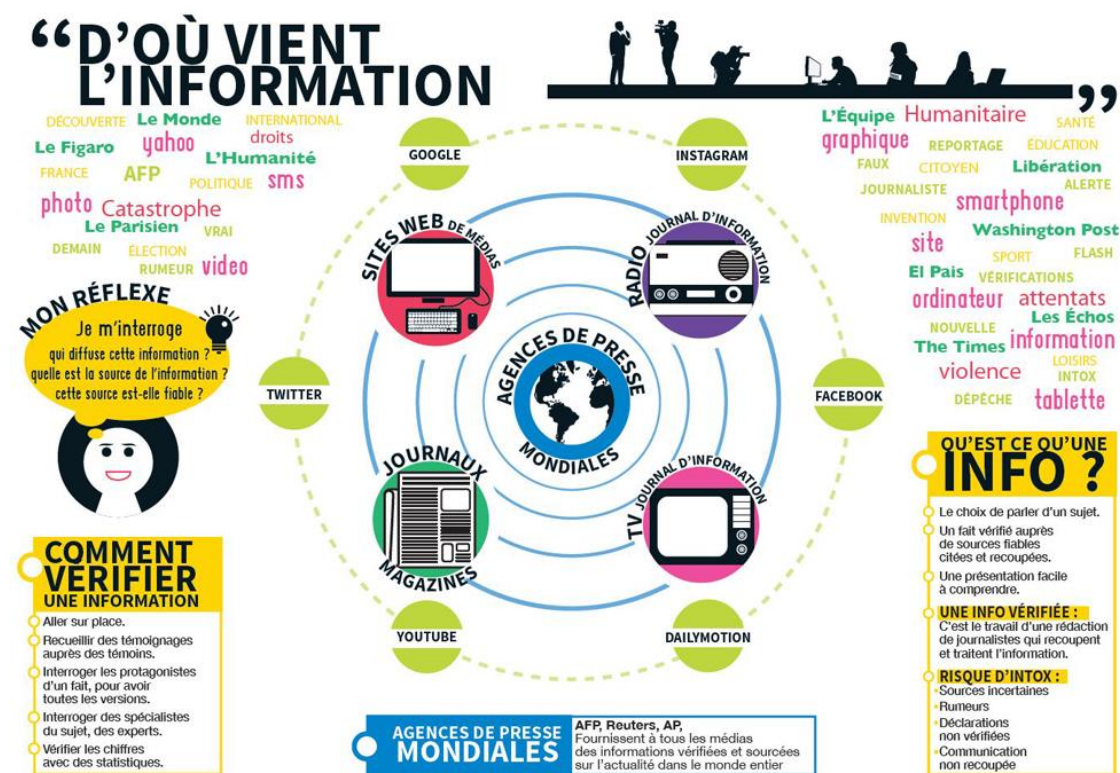 “D’OÙ VIENT
L’INFORMATION”
DÉCOUVERTE Le Monde INTERNATIONAL
yahoo droits
Le Figaro L’Humanité
FRANCE AFP POLITIQUE sms
photo Catastrophe
Le Parisien VRAI
DEMAIN ÉLECTION
RUMEUR video
L’Équipe Humanitaire SANTÉ
graphique REPORTAGE ÉDUCATION
FAUX CITOYEN Libération
JOURNALISTE ALERTE
smartphone
INVENTION Washington Post
site SPORT FLASH
El Pais VÉRIFICATIONS
ordinateur attentats
NOUVELLE Les Échos
The Times information
violence LOISIRS
INTOX
DÉPÊCHE tablette
MON RÉFLEXE
Je m’interroge
qui diffuse cette information ?
quelle est la source de l’information ?
cette source est-elle fiable ?
GOOGLE
INSTAGRAM
TWITTER
FACEBOOK
YOUTUBE
DAILYMOTION
SITES WEB DE MÉDIAS
RADIO JOURNAL D’INFORMATION
AGENCES DE PRESSE
MONDIALES
JOURNAUX
MAGAZINES
TV JOURNAL D’INFORMATION
COMMENT
VÉRIFIER
UNE INFORMATION
Aller sur place.
Recueillir des témoignages
auprès des témoins.
Interroger les protagonistes
d’un fait, pour avoir
toutes les versions.
Interroger des spécialistes
du sujet, des experts.
Vérifier les chiffres
avec des statistiques.
AGENCES DE PRESSE
MONDIALES
AFP, Reuters, AP,
Fournissent à tous les médias
des informations vérifiées et sourcées
sur l’actualité dans le monde entier
QU’EST CE QU’UNE
INFO ?
Le choix de parler d’un sujet.
Un fait vérifié auprès
de sources fiables
citées et recoupées.
Une présentation facile
à comprendre.
UNE INFO VÉRIFIÉE :
C’est le travail d’une rédaction
de journalistes qui recoupent
et traitent l’information.
RISQUE D’INTOX :
•Sources incertaines
•Rumeurs
•Déclarations
non vérifiées
•Communication
non recoupée